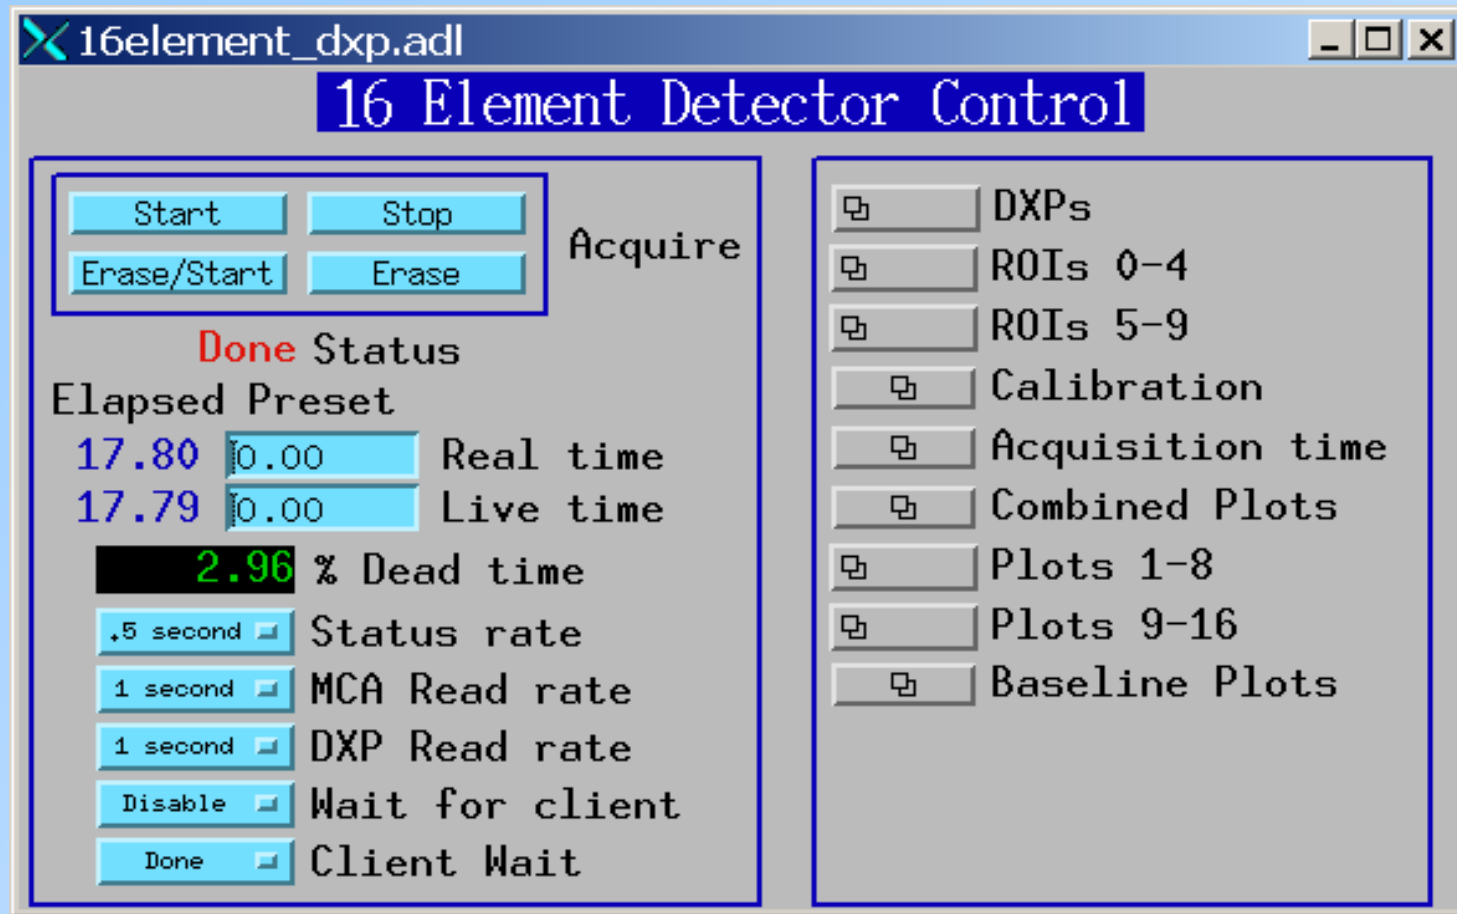 16element_dxp.adl
16 Element Detector Control
Start Stop
Erase/Start Erase
Acquire
Done Status
Elapsed Preset
17.80 0.00 Real time
17.79 0.00 Live time
2.96 % Dead time
.5 second Status rate
1 second MCA Read rate
1 second DXP Read rate
Disable Wait for client
Done Client Wait
DXPs
ROIs 0-4
ROIs 5-9
Calibration
Acquisition time
Combined Plots
Plots 1-8
Plots 9-16
Baseline Plots